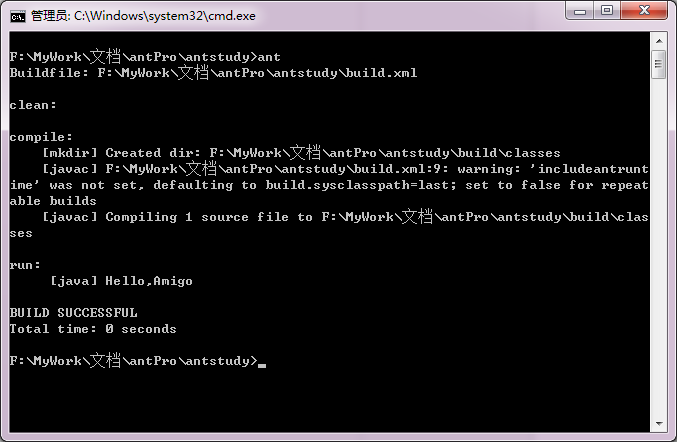 管理员: C:\Windows\system32\cmd.exe
F:\MyWork\文档\antPro\antstudy>ant
Buildfile: F:\MyWork\文档\antPro\antstudy\build.xml
clean:
compile:
[mkdir] Created dir: F:\MyWork\文档\antPro\antstudy\build\classes
[javac] F:\MyWork\文档\antPro\antstudy\build.xml:9: warning: 'includeantrunt
ime' was not set, defaulting to build.sysclasspath=last; set to false for repeat
able builds
[javac] Compiling 1 source file to F:\MyWork\文档\antPro\antstudy\build\clas
ses
run:
[java] Hello,Amigo
BUILD SUCCESSFUL
Total time: 0 seconds
F:\MyWork\文档\antPro\antstudy>_